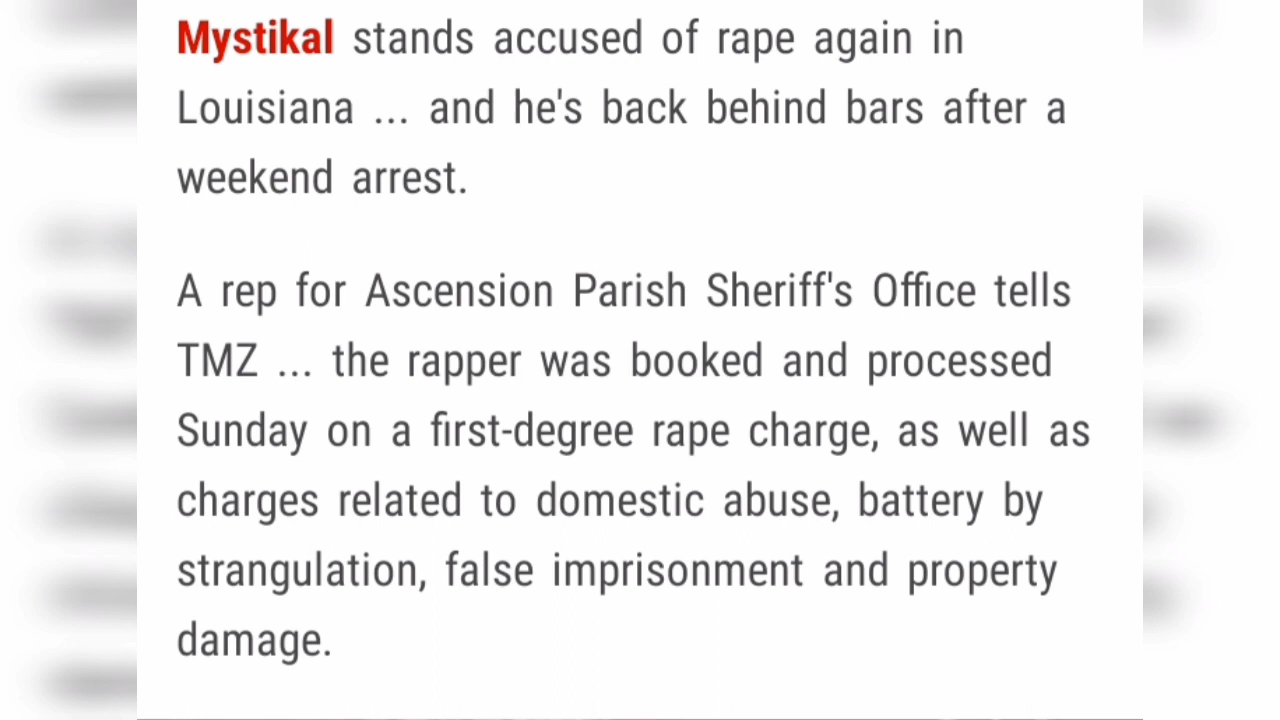 Mystikal stands accused of rape again in
Louisiana ... and he's back behind bars after a
weekend arrest.
A rep for Ascension Parish Sheriff's Office tells
TMZ ... the rapper was booked and processed
Sunday on a first-degree rape charge, as well as
charges related to domestic abuse, battery by
strangulation, false imprisonment and property
damage.